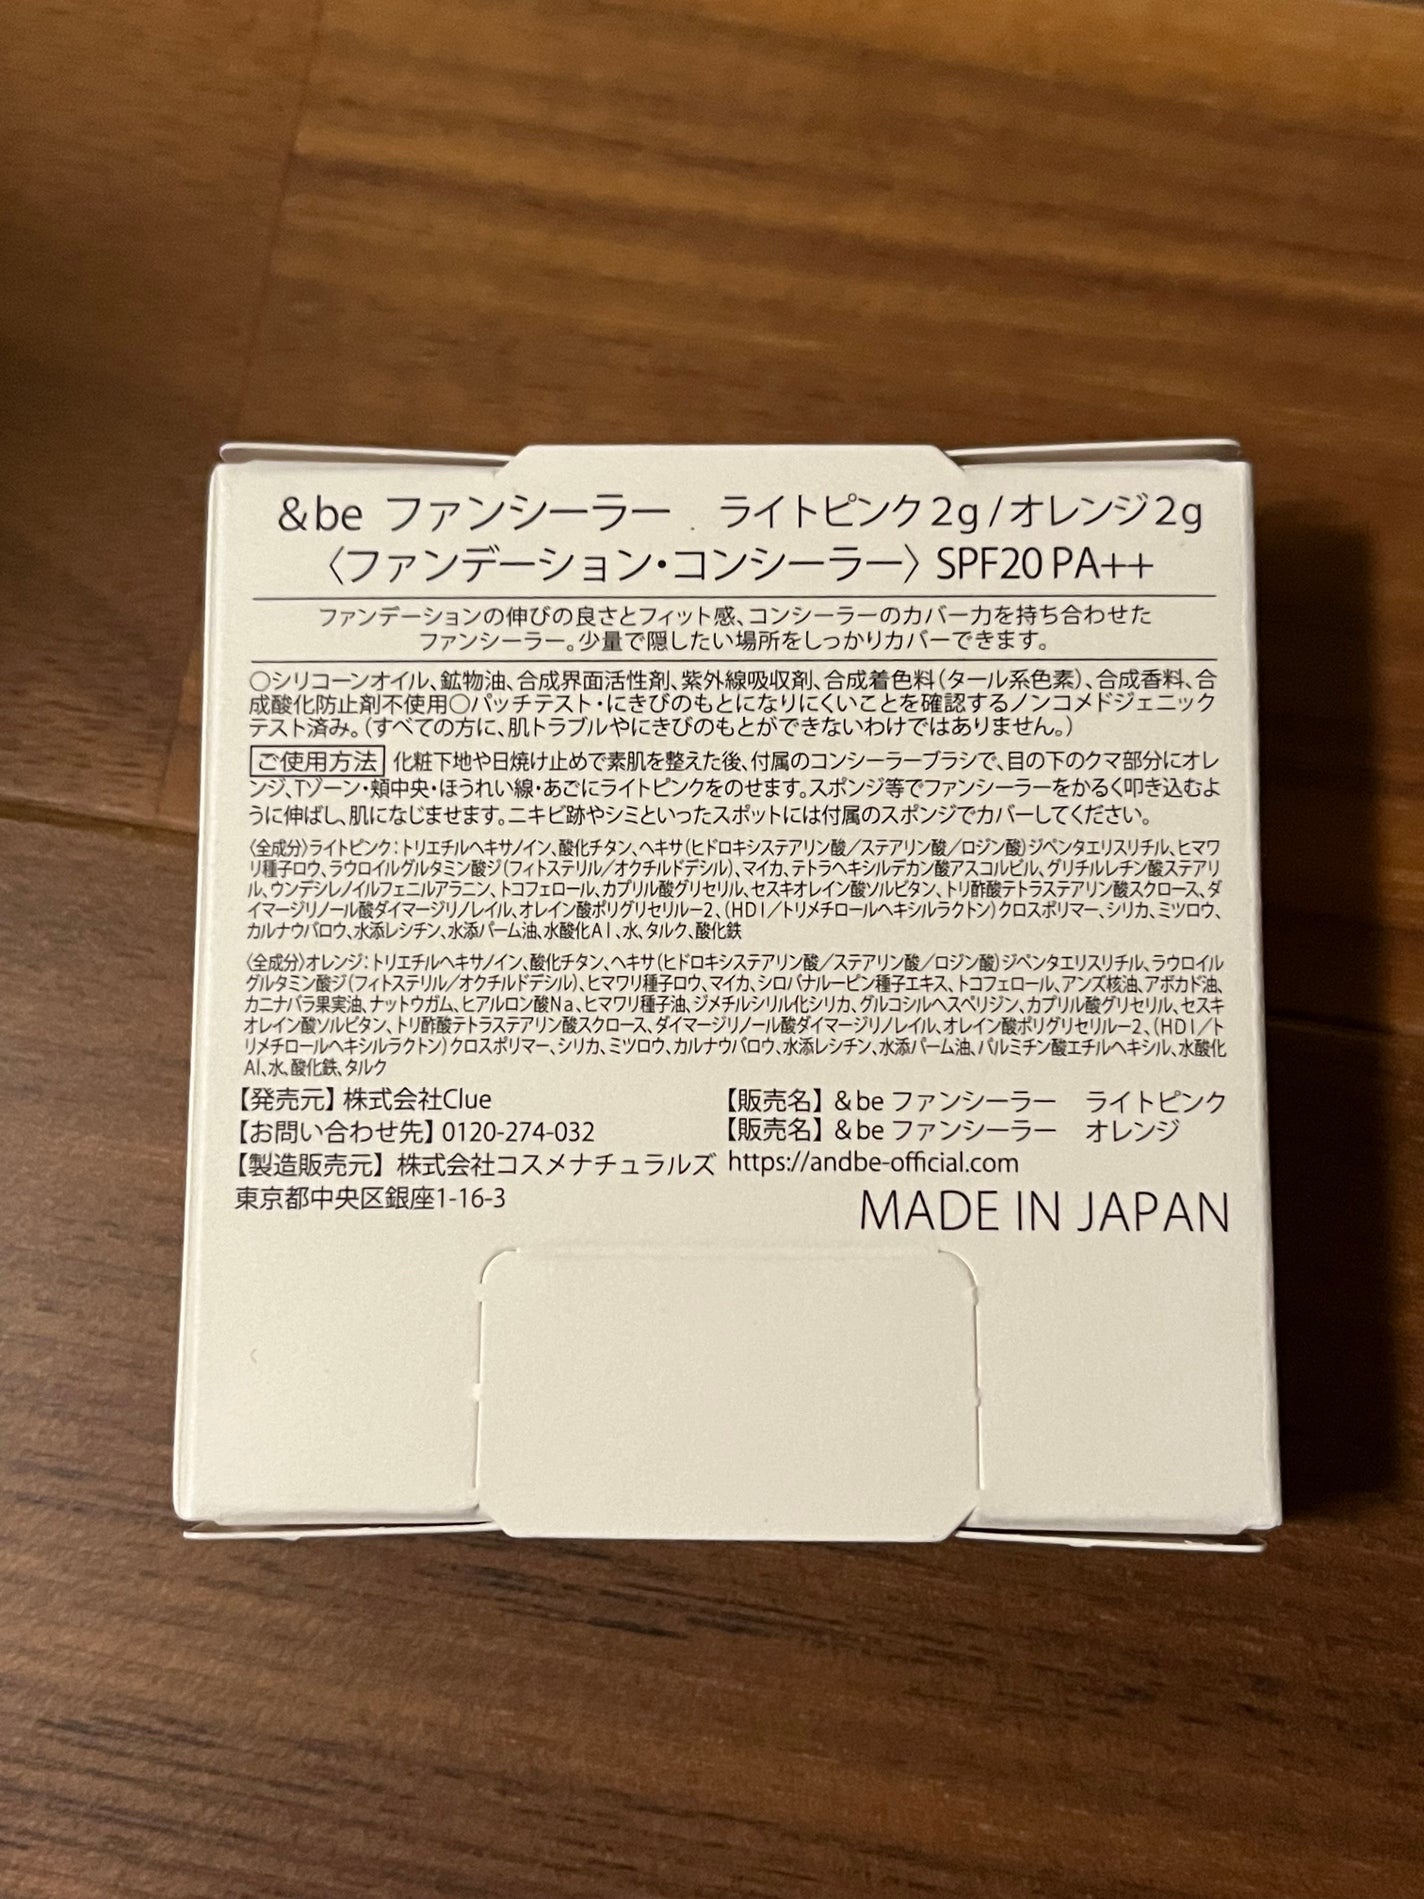 &be ファンシーラー ライトピンク2g/オレンジ2g
〈ファンデーション・コンシーラー〉SPF20 PA++
ファンデーションの伸びの良さとフィット感、コンシーラーのカバー力を持ち合わせた
ファンシーラー。少量で隠したい場所をしっかりカバーできます。
○シリコーンオイル、鉱物油、合成界面活性剤、紫外線吸収剤、合成着色料(タール系色素)、合成香料、合
成酸化防止剤不使用○パッチテスト・にきびのもとになりにくいことを確認するノンコメドジェニック
テスト済み。(すべての方に、肌トラブルやにきびのもとができないわけではありません。)
ご使用方法 化粧下地や日焼け止めで素肌を整えた後、付属のコンシーラーブラシで、目の下のクマ部分にオレ
ンジ、Tゾーン・頬中央・ほうれい線・あごにライトピンクをのせます。スポンジ等でファンシーラーをかるく叩き込むよ
うに伸ばし、肌になじませます。ニキビ跡やシミといったスポットには付属のスポンジでカバーしてください。
〈全成分〉ライトピンク：トリエチルヘキサノイン、酸化チタン、ヘキサ(ヒドロキシステアリン酸／ステアリン酸／ロジン酸)ジペンタエリスリチル、ヒマワ
リ種子ロウ、ラウロイルグルタミン酸ジ(フィトステリル／オクチルドデシル)、マイカ、テトラヘキシルデカン酸アスコルビル、グリチルレチン酸ステアリ
ル、ウンデシレノイルフェニルアラニン、トコフェロール、カプリル酸グリセリル、セスキオレイン酸ソルビタン、トリ酢酸テトラステアリン酸スクロース、ダ
イマージリノール酸ダイマージリノレイル、オレイン酸ポリグリセリル－2、(HDI／トリメチロールヘキシルラクトン)クロスポリマー、シリカ、ミツロウ、
カルナウバロウ、水添レシチン、水添パーム油、水酸化Al、水、タルク、酸化鉄
〈全成分〉オレンジ：トリエチルヘキサノイン、酸化チタン、ヘキサ(ヒドロキシステアリン酸／ステアリン酸／ロジン酸)ジペンタエリスリチル、ラウロイル
グルタミン酸ジ(フィトステリル／オクチルドデシル)、ヒマワリ種子ロウ、マイカ、シロバナルーピン種子エキス、トコフェロール、アンズ核油、アボカド油、
カニナバラ果実油、ナットウガム、ヒアルロン酸Na、ヒマワリ種子油、ジメチルシリル化シリカ、グルコシルヘスペリジン、カプリル酸グリセリル、セスキ
オレイン酸ソルビタン、トリ酢酸テトラステアリン酸スクロース、ダイマージリノール酸ダイマージリノレイル、オレイン酸ポリグリセリル－2、(HDI／ト
リメチロールヘキシルラクトン)クロスポリマー、シリカ、ミツロウ、カルナウバロウ、水添レシチン、水添パーム油、パルミチン酸エチルヘキシル、水酸化
Al、水、酸化鉄、タルク
【発売元】株式会社Clue
【お問い合わせ先】0120-274-032
【製造販売元】株式会社コスメナチュラルズ
東京都中央区銀座1-16-3
【販売名】&be ファンシーラー ライトピンク
【販売名】&be ファンシーラー オレンジ
https://andbe-official.com
MADE IN JAPAN